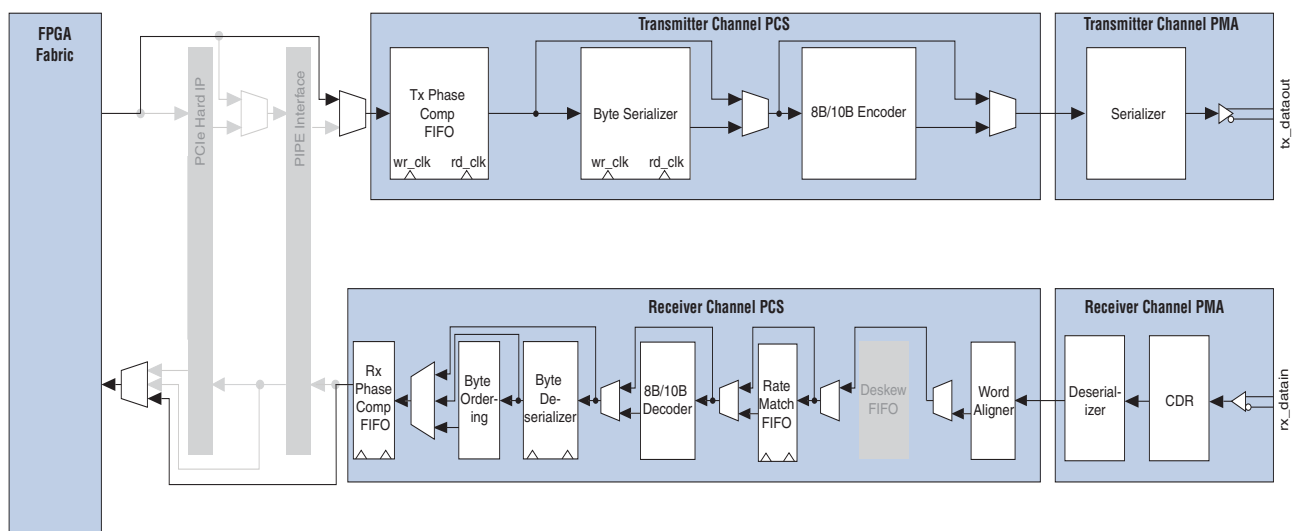 FPGA
Fabric
PCIe Hard IP
PIPE Interface
Transmitter Channel PCS
Tx Phase
Comp
FIFO
wr_clk
rd_clk
Byte Serializer
wr_clk
rd_clk
8B/10B Encoder
Transmitter Channel PMA
Serializer
tx_dataout
Receiver Channel PCS
Rx
Phase
Comp
FIFO
Byte
Order-
ing
Byte
De-
serializer
8B/10B
Decoder
Rate
Match
FIFO
Deskew
FIFO
Word
Aligner
Receiver Channel PMA
Deserial-
izer
CDR
rx_datain